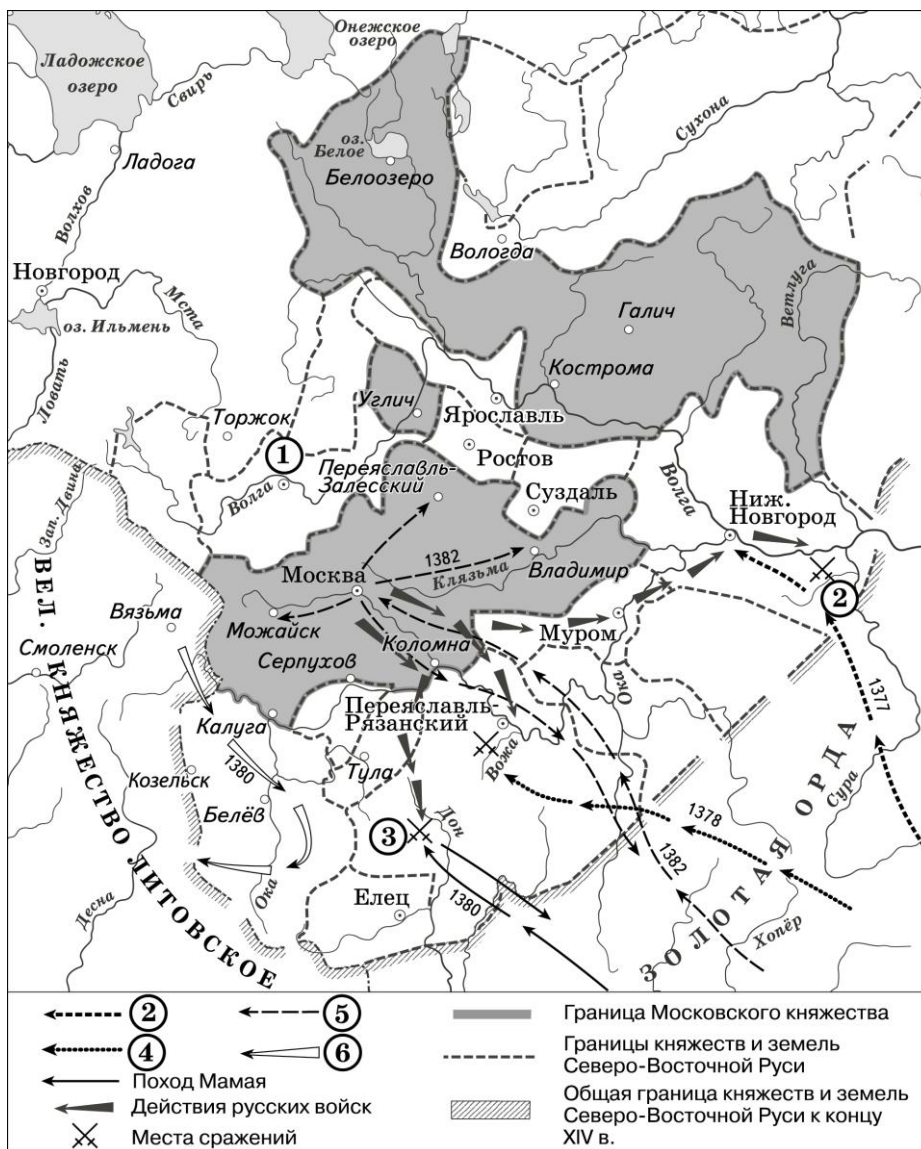 Онежское
озеро
Ладожское
озеро
Свирь
Ладога
Волхов
оз.
Белое
Белоозеро
Сухона
Вологда
Новгород
оз. Ильмень
Мста
Ловать
Галич
Ветлуга
Кострома
Углич
Ярославль
Торжок
1
Ростов
Переяславль-
Залесский
Волга
Суздаль
Волга
Ниж.
Новгород
Зап. Двина
1382
Клязьма
Владимир
Москва
2
Вязьма
Можайск
Коломна
Муром
Смоленск
Серпухов
Ока
1377
Калуга
Переяславль-
Рязанский
Вожа
Сура
1380
Тула
Козельск
Белёв
Дон
1378
3
1382
Ока
Елец
1380
Десна
Хопёр
ВЕЛ. КНЯЖЕСТВО ЛИТОВСКОЕ
ЗОЛОТАЯ ОРДА
2
5
4
6
Поход Мамая
Действия русских войск
Места сражений
Граница Московского княжества
Границы княжеств и земель
Северо-Восточной Руси
Общая граница княжеств и земель
Северо-Восточной Руси к концу
XIV в.